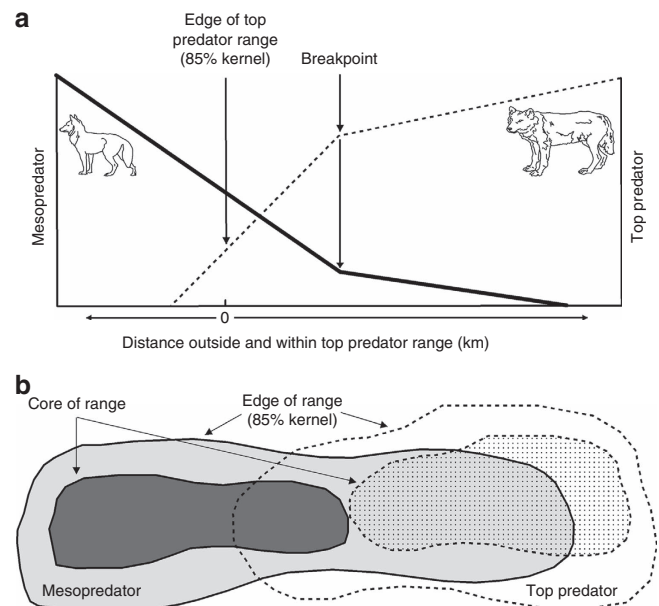 a
Edge of top
predator range
(85% kernel)
Breakpoint
Mesopredator
Top predator
0
Distance outside and within top predator range (km)
b
Core of range
Edge of range
(85% kernel)
Mesopredator
Top predator